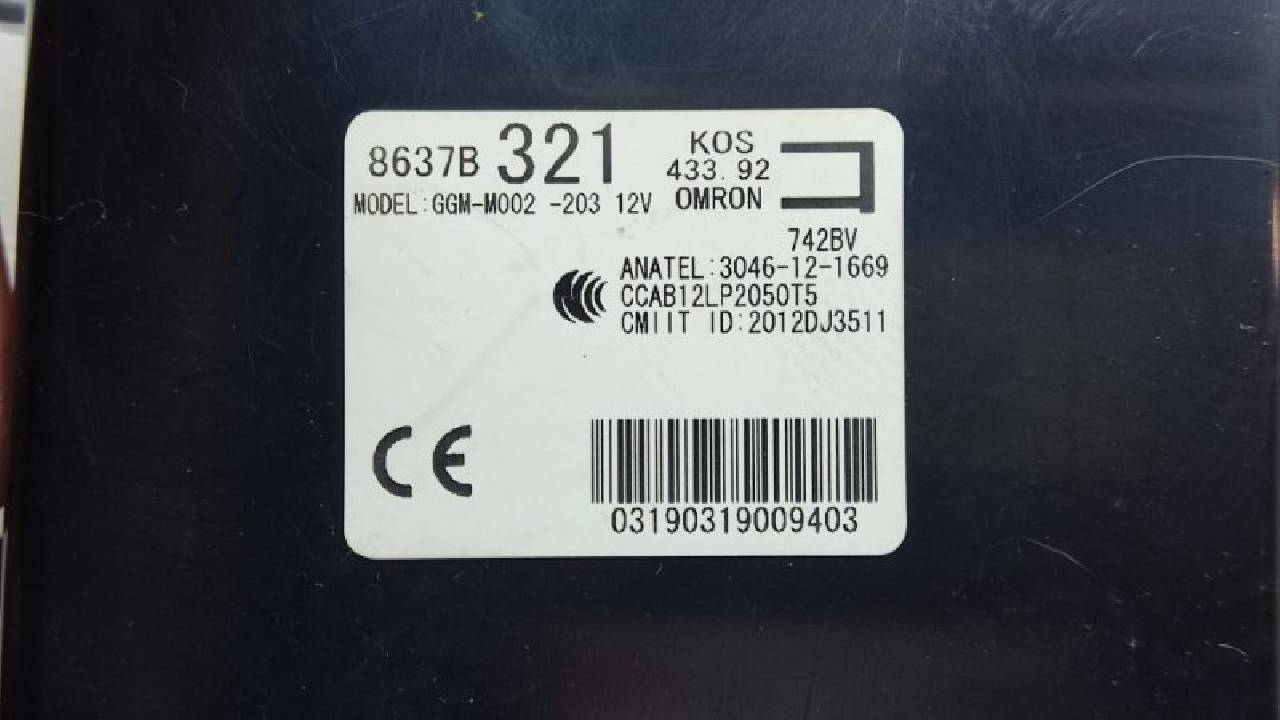 8637B 321
MODEL:GGM-M002 -203 12V
KOS
433.92
OMRON
742BV
ANATEL:3046-12-1669
CCAB12LP2050T5
CMIIT ID:2012DJ3511
CE
03190319009403